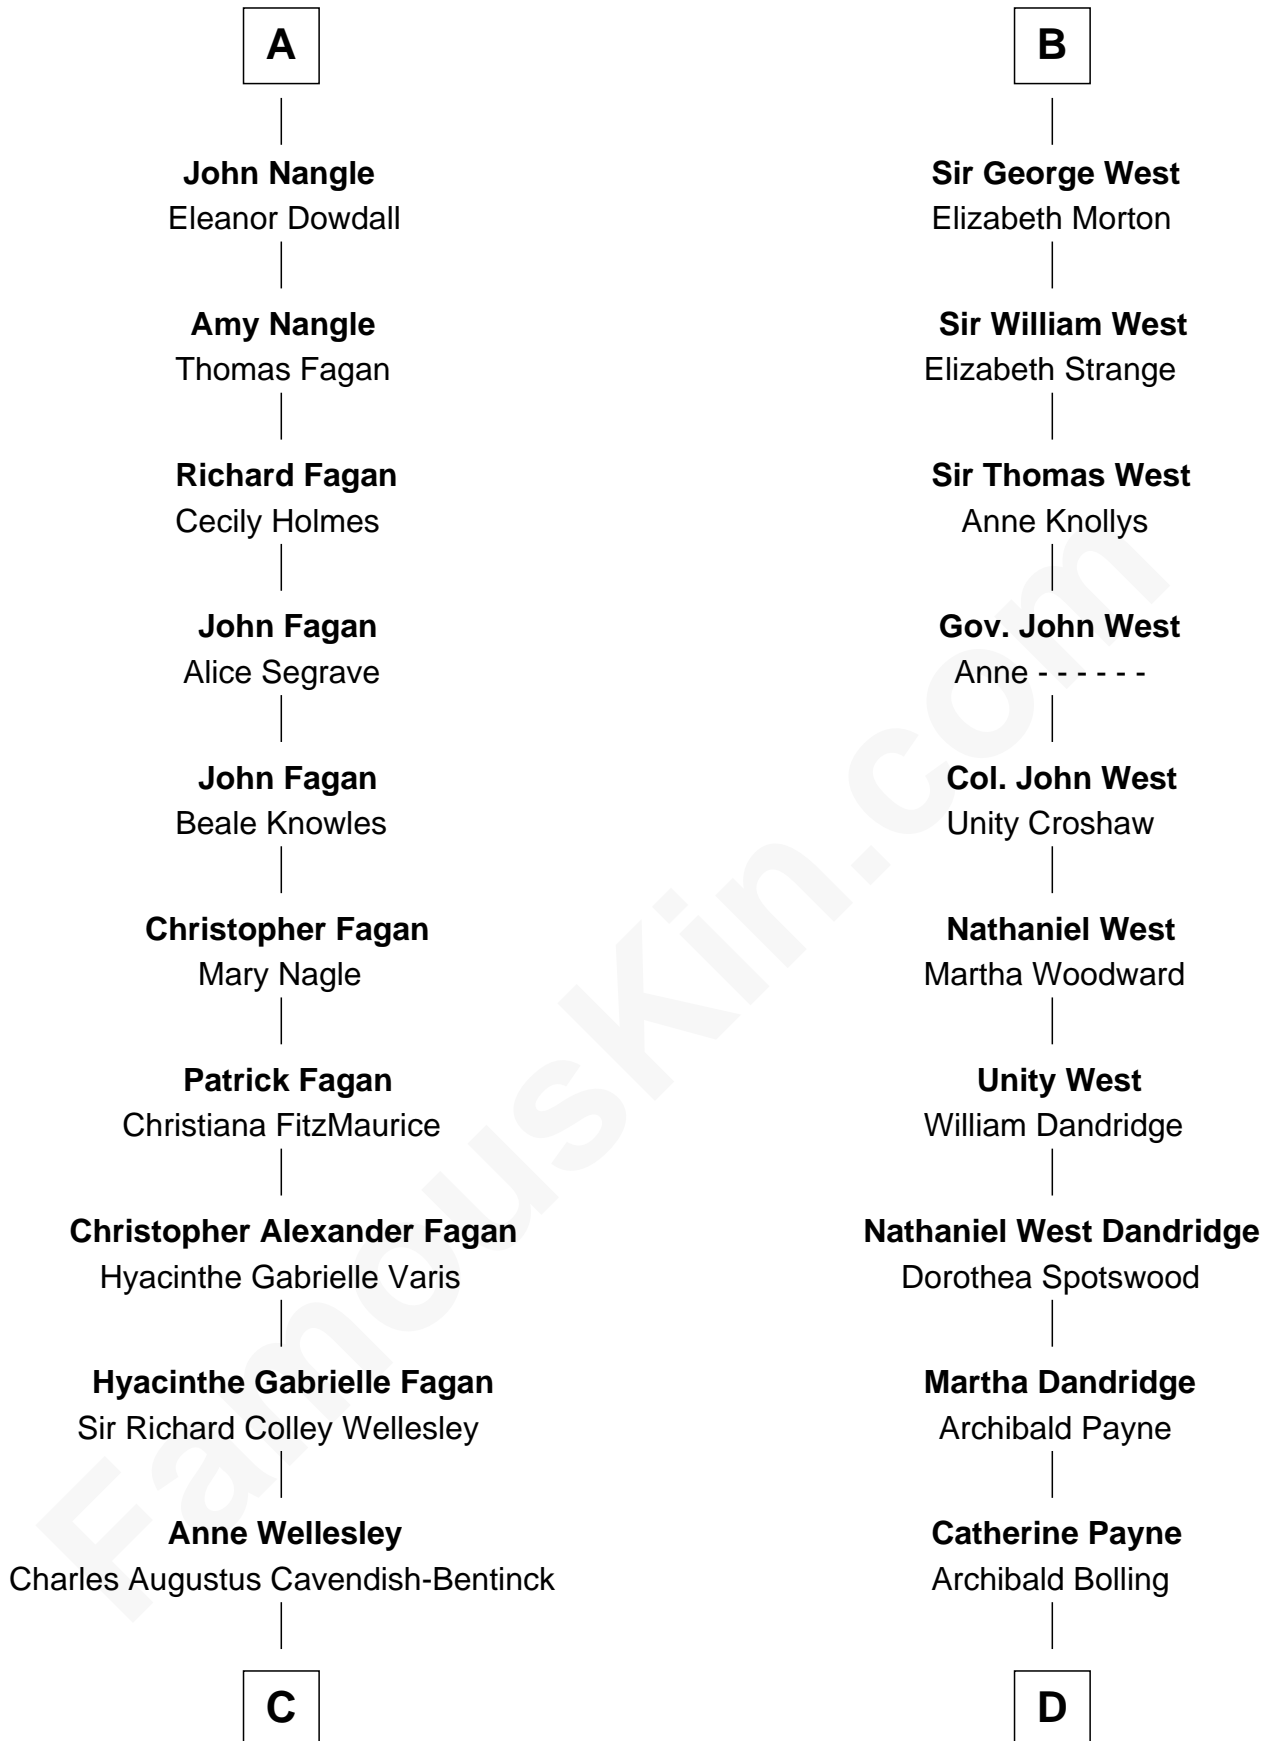 A
John Nangle
Eleanor Dowdall
Amy Nangle
Thomas Fagan
Richard Fagan
Cecily Holmes
John Fagan
Alice Segrave
John Fagan
Beale Knowles
Christopher Fagan
Mary Nagle
Patrick Fagan
Christiana FitzMaurice
Christopher Alexander Fagan
Hyacinthe Gabrielle Varis
Hyacinthe Gabrielle Fagan
Sir Richard Colley Wellesley
Anne Wellesley
Charles Augustus Cavendish-Bentinck
C
B
Sir George West
Elizabeth Morton
Sir William West
Elizabeth Strange
Sir Thomas West
Anne Knollys
Gov. John West
Anne - - - - - -
Col. John West
Unity Croshaw
Nathaniel West
Martha Woodward
Unity West
William Dandridge
Nathaniel West Dandridge
Dorothea Spotswood
Martha Dandridge
Archibald Payne
Catherine Payne
Archibald Bolling
D
FamousKin.com